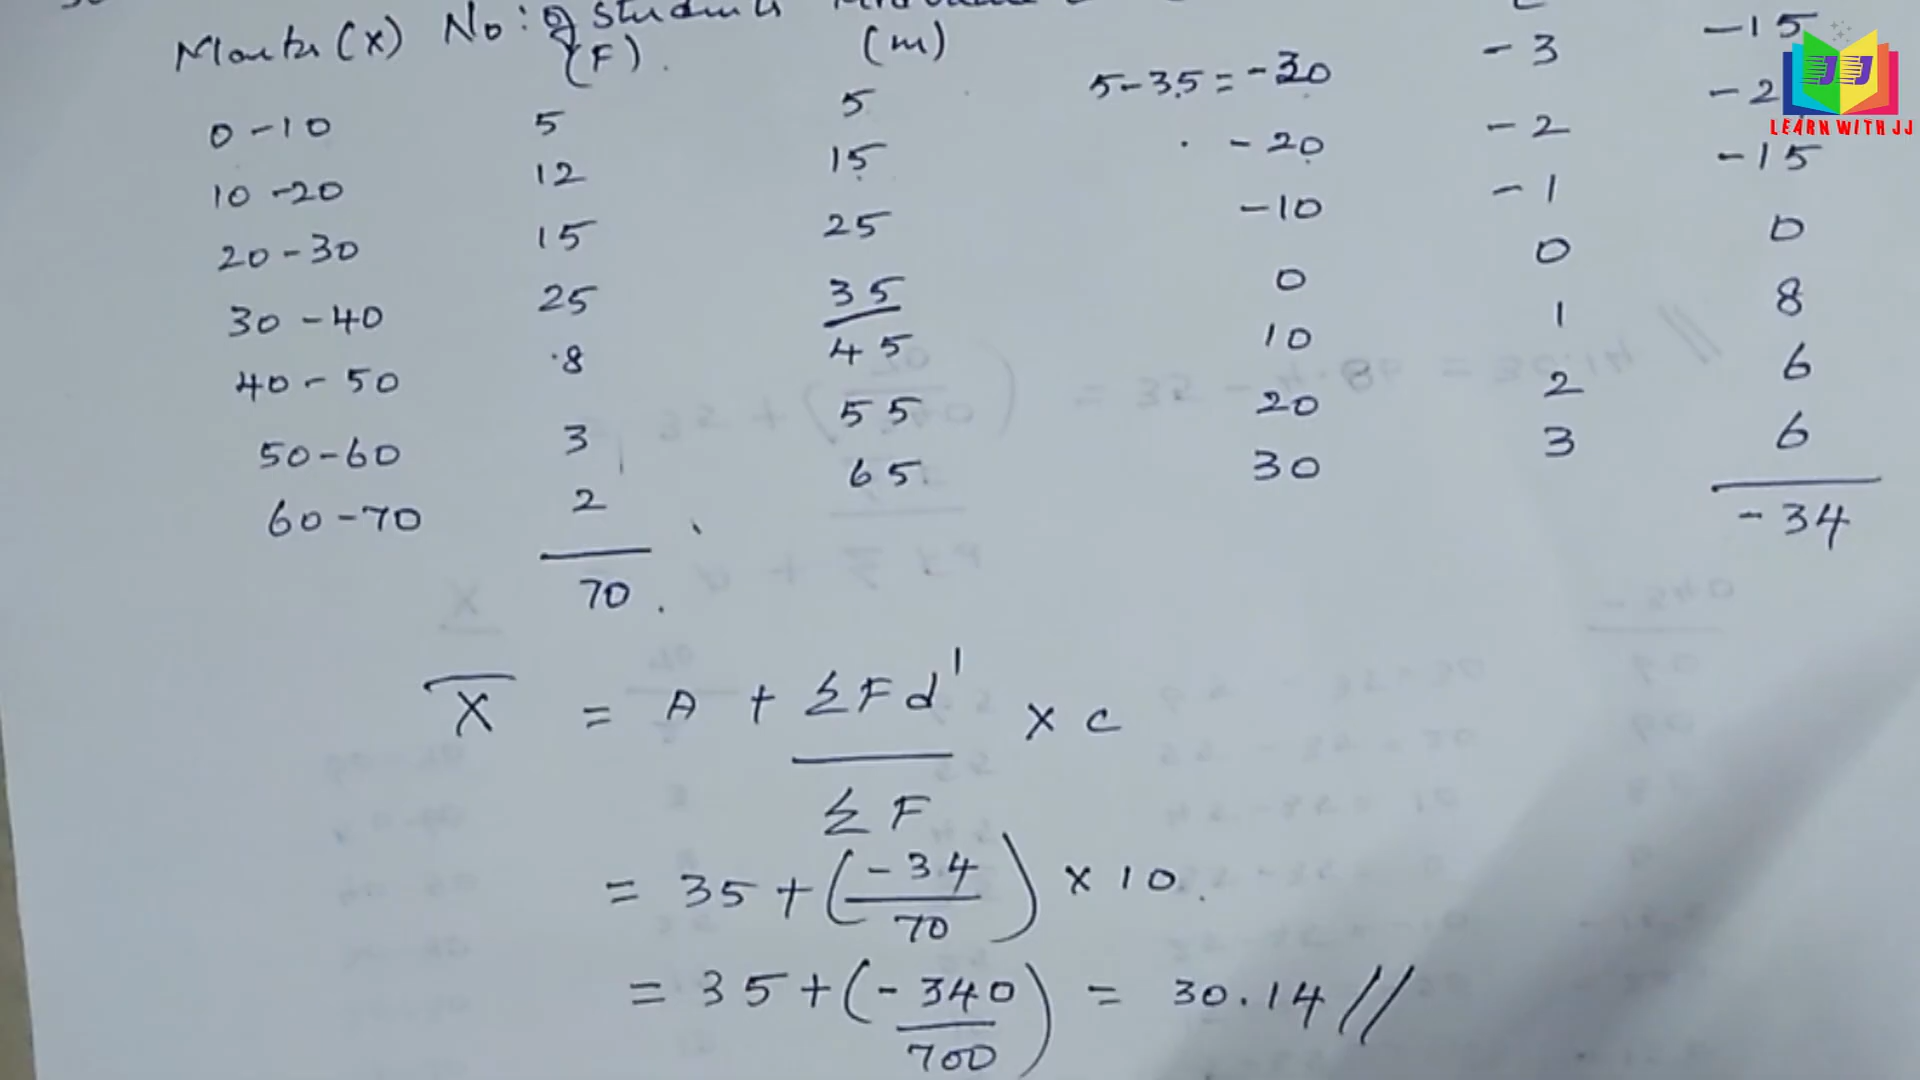 Marks (X) No: of students (F) (m)
5-35 = -30 -3 -15
0-10 5 5
-20 -2 -2
10-20 12 15
-10 -1 -15
20-30 15 25
0 0 0
30-40 25 35
10 1 8
40-50 8 45
20 2 6
50-60 3 55
30 3 6
60-70 2 65
70
-34
X̄ = A + ΣFd' / ΣF × c
= 35 + (-34/70) × 10
= 35 + (-340/700) = 30.14 //
JJ
LEARN WITH JJ